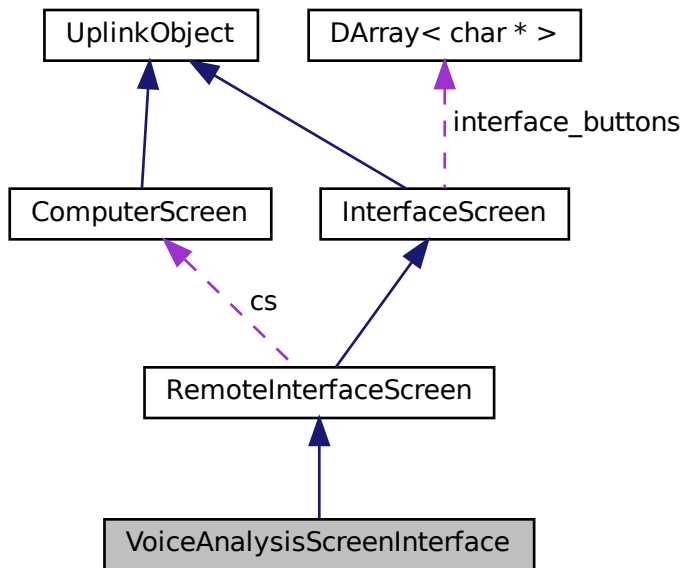 UplinkObject
DArray< char * >
interface_buttons
ComputerScreen
InterfaceScreen
cs
RemoteInterfaceScreen
VoiceAnalysisScreenInterface